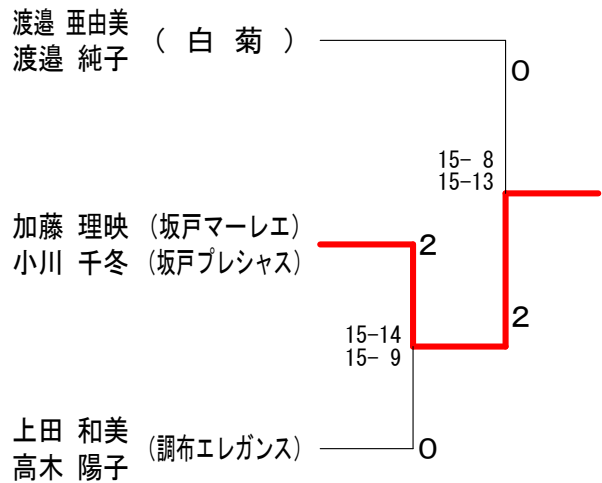 渡邉 亜由美
渡邉 純子
( 白 菊 )
0
15- 8
15-13
加藤 理映 (坂戸マーレエ)
小川 千冬 (坂戸プレシャス)
2
2
15-14
15- 9
上田 和美
高木 陽子
(調布エレガンス)
0